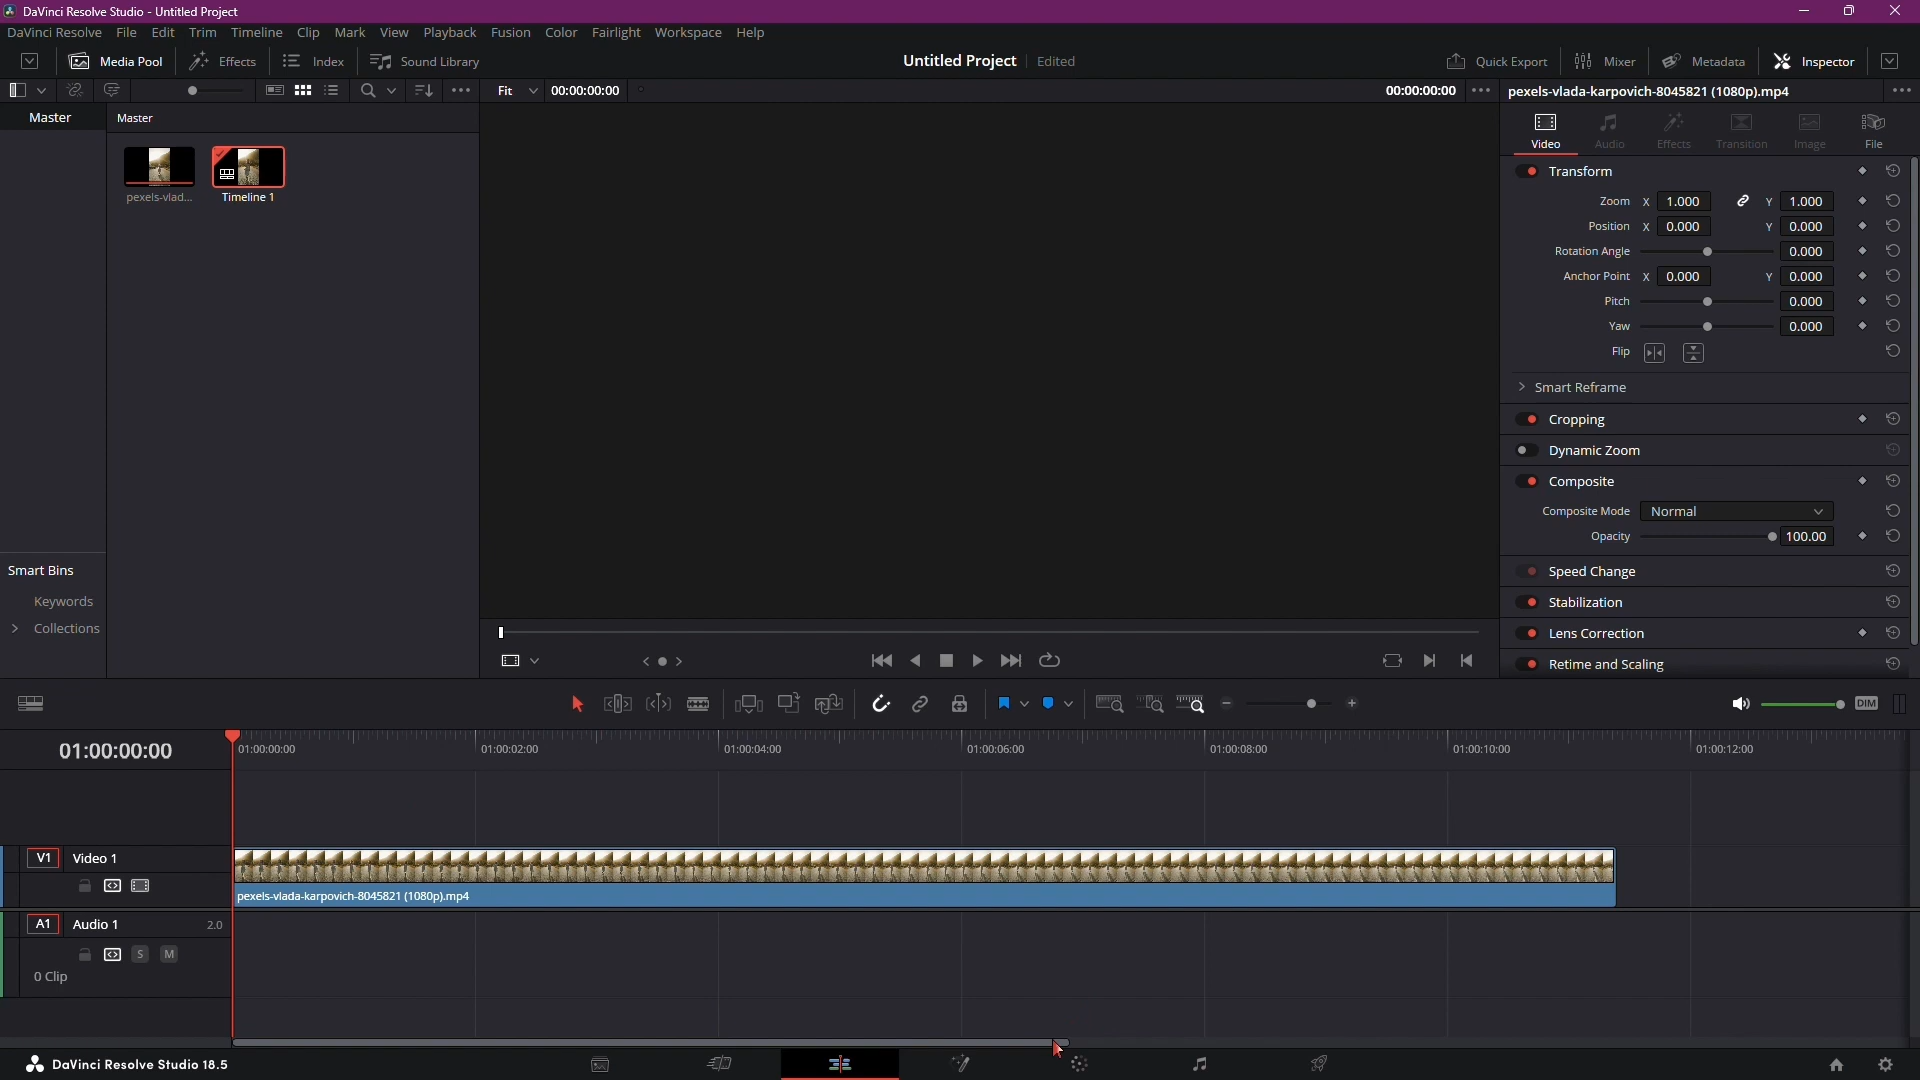 DaVinci Resolve Studio - Untitled Project
DaVinci Resolve File Edit Trim Timeline Clip Mark View Playback Fusion Color Fairlight Workspace Help
Media Pool Effects Index Sound Library Untitled Project Edited Quick Export Mixer Metadata Inspector
Fit 00:00:00:00 00:00:00:00 pexels-vlada-karpovich-8045821 (1080p).mp4
Master Master
Video Audio Effects Transition Image File
pexels-vlad... Timeline 1
Transform
Zoom X 1.000 Y 1.000
Position X 0.000 Y 0.000
Rotation Angle 0.000
Anchor Point X 0.000 Y 0.000
Pitch 0.000
Yaw 0.000
Flip
Smart Reframe
Cropping
Dynamic Zoom
Composite
Composite Mode Normal
Opacity 100.00
Speed Change
Stabilization
Lens Correction
Retime and Scaling
Smart Bins
Keywords
Collections
DIM
01:00:00:00 01:00:00:00 01:00:02:00 01:00:04:00 01:00:06:00 01:00:08:00 01:00:10:00 01:00:12:00
V1 Video 1
pexels-vlada-karpovich-8045821 (1080p).mp4
A1 Audio 1 2.0
S M
0 Clip
DaVinci Resolve Studio 18.5